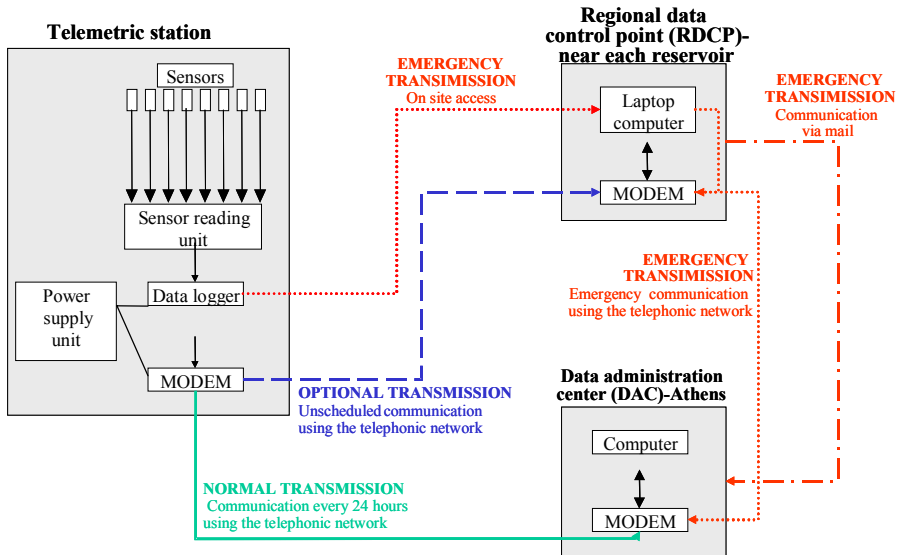 Telemetric station
Sensors
Sensor reading
unit
Data logger
Power
supply
unit
MODEM
EMERGENCY
TRANSIMISSION
On site access
Regional data
control point (RDCP)-
near each reservoir
Laptop
computer
MODEM
EMERGENCY
TRANSIMISSION
Communication
via mail
EMERGENCY
TRANSIMISSION
Emergency communication
using the telephonic network
OPTIONAL TRANSMISSION
Unscheduled communication
using the telephonic network
Data administration
center (DAC)-Athens
Computer
MODEM
NORMAL TRANSMISSION
Communication every 24 hours
using the telephonic network